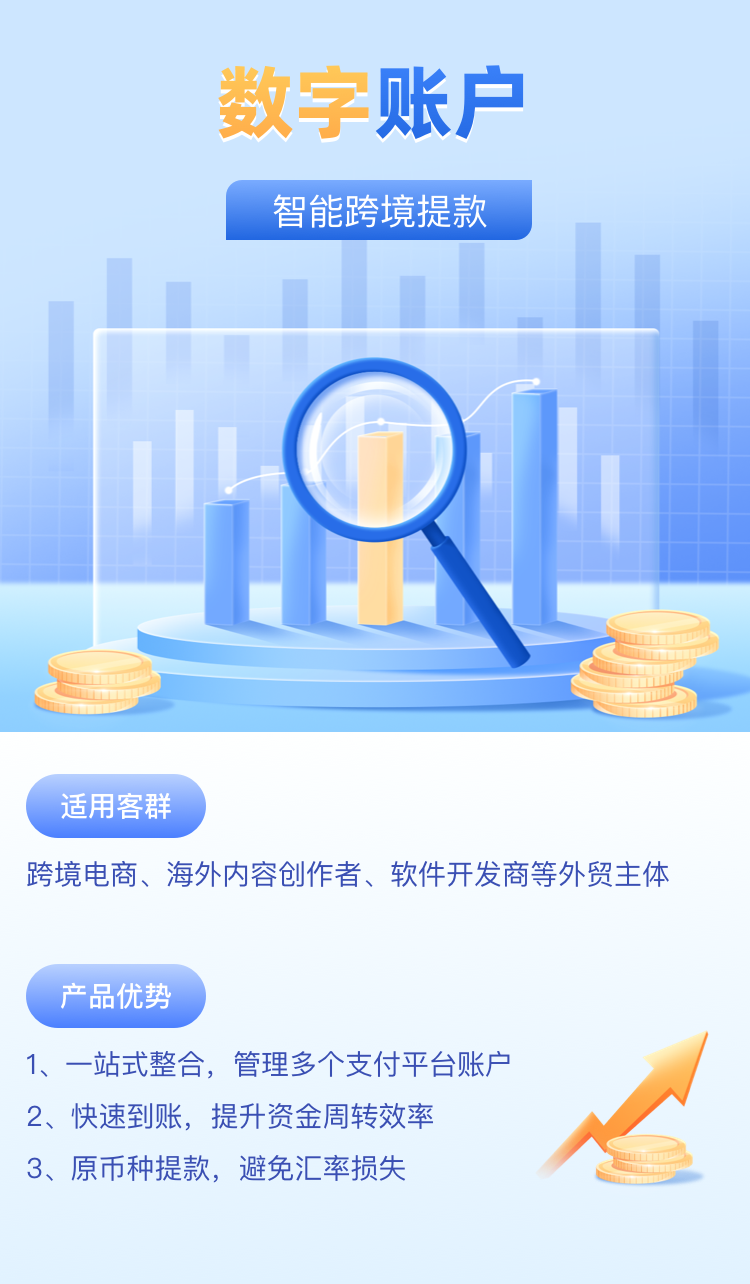 数字账户
智能跨境提款
适用客群
跨境电商、海外内容创作者、软件开发商等外贸主体
产品优势
1、一站式整合，管理多个支付平台账户
2、快速到账，提升资金周转效率
3、原币种提款，避免汇率损失